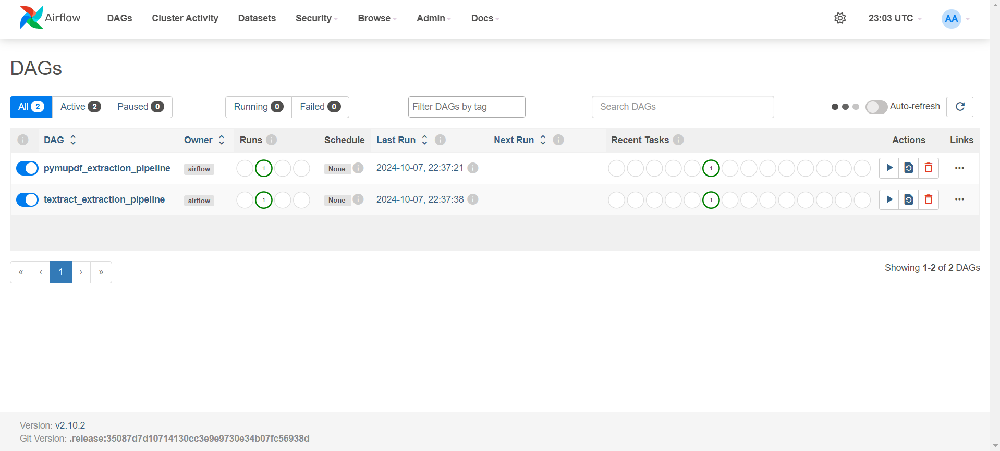 Airflow DAGs Cluster Activity Datasets Security Browse Admin Docs 23:03 UTC AA
DAGs
All 2 Active 2 Paused 0 Running 0 Failed 0 Filter DAGs by tag Search DAGs Auto-refresh
i DAG Owner Runs i Schedule Last Run i Next Run i Recent Tasks i Actions Links
pymupdf_extraction_pipeline airflow 1 None i 2024-10-07, 22:37:21 i 1
textract_extraction_pipeline airflow 1 None i 2024-10-07, 22:37:38 i 1
« ‹ 1 › » Showing 1-2 of 2 DAGs
Version: v2.10.2
Git Version: .release:35087d7d10714130cc3e9e9730e34b07fc56938d